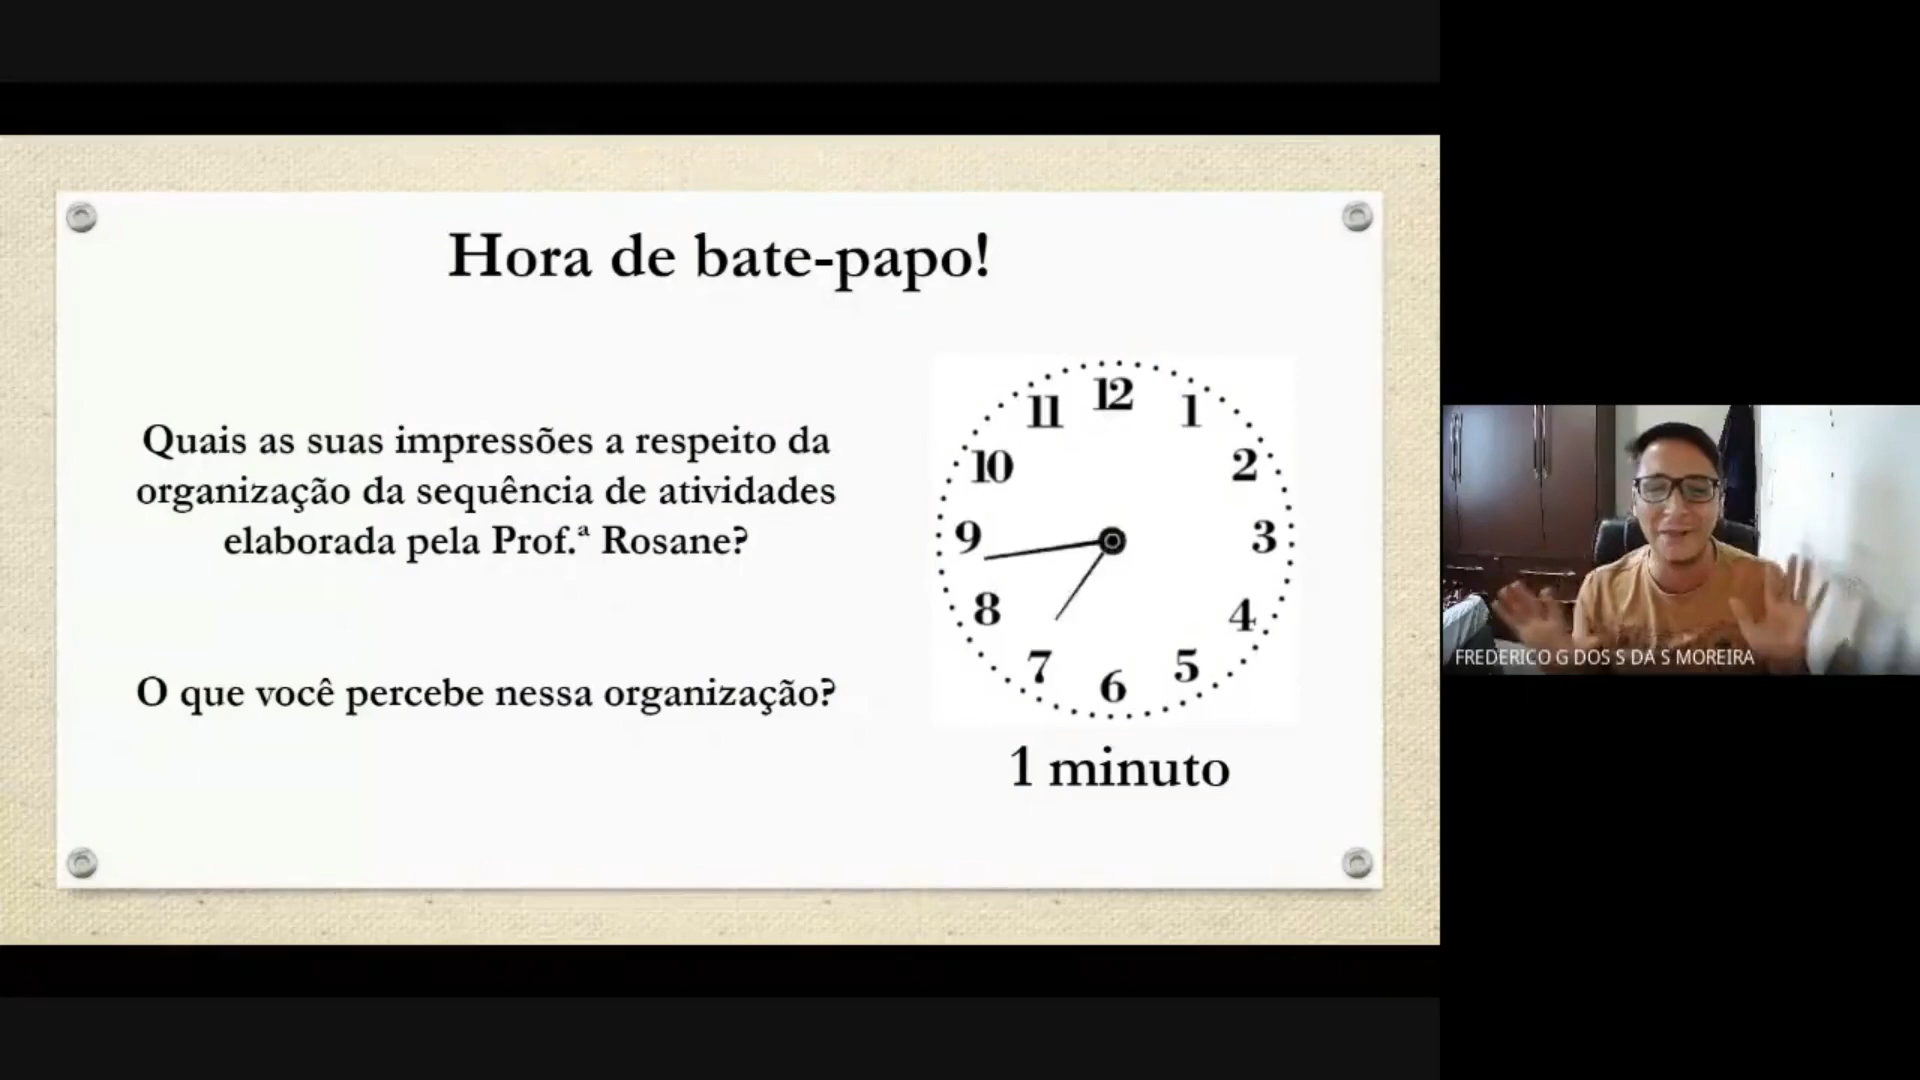 Hora de bate-papo!
Quais as suas impressões a respeito da
organização da sequência de atividades
elaborada pela Prof.ª Rosane?
O que você percebe nessa organização?
12
1
2
3
4
5
6
7
8
9
10
11
1 minuto
FREDERICO G DOS S DA S MOREIRA